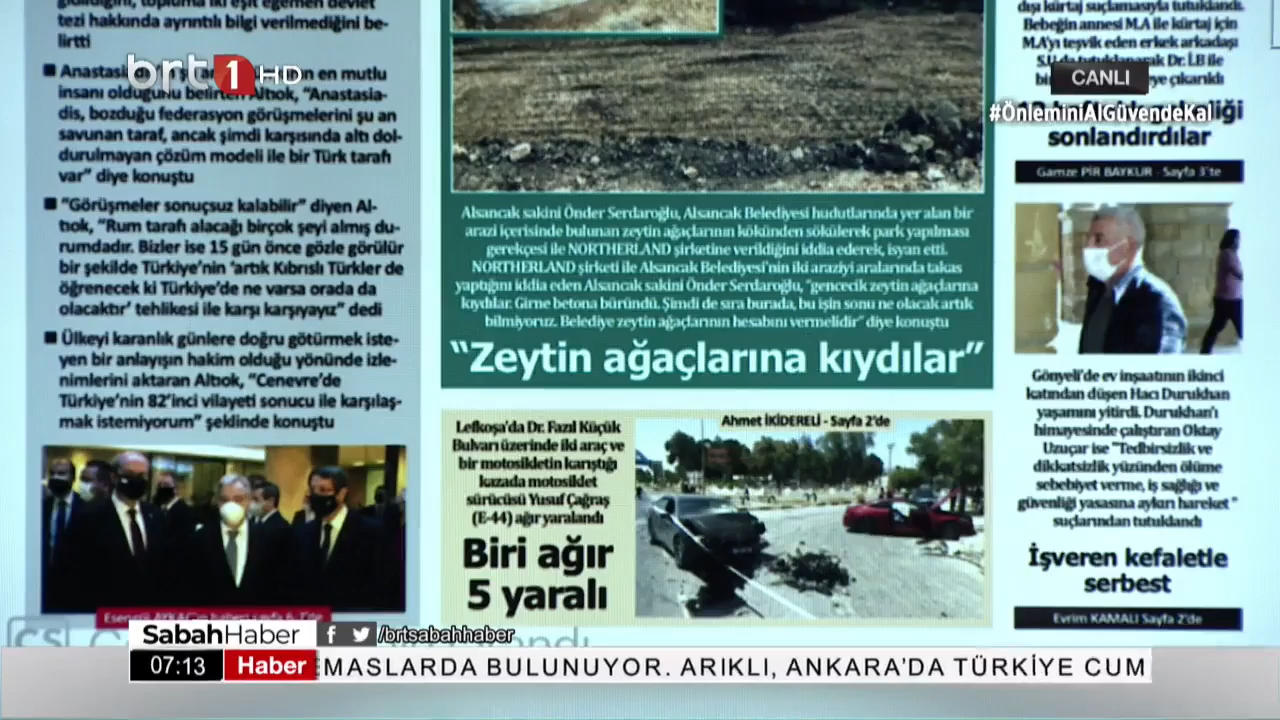 gidildiğini, topluma iki eşit egemen devlet
tezi hakkında ayrıntılı bilgi verilmediğini be-
lirtti
brt 1 HD
en mutlu
insanı olduğunu belirten Altıok, “Anastasia-
dis, bozduğu federasyon görüşmelerini şu an
savunan taraf, ancak şimdi karşısında altı dol-
durulmayan çözüm modeli ile bir Türk tarafı
var” diye konuştu
“Görüşmeler sonuçsuz kalabilir” diyen Al-
tıok, “Rum tarafı alacağı birçok şeyi almış du-
rumdadır. Bizler ise 15 gün önce gözle görülür
bir şekilde Türkiye’nin ‘artık Kıbrıslı Türkler de
öğrenecek ki Türkiye’de ne varsa orada da
olacaktır’ tehlikesi ile karşı karşıyayız” dedi
Ülkeyi karanlık günlere doğru götürmek iste-
yen bir anlayışın hakim olduğu yönünde izle-
nimlerini aktaran Altıok, “Cenevre’de
Türkiye’nin 82’inci vilayeti sonucu ile karşılaş-
mak istemiyorum” şeklinde konuştu
Alsancak sakini Önder Serdaroğlu, Alsancak Belediyesi hudutlarında yer alan bir
arazi içerisinde bulunan zeytin ağaçlarının kökünden sökülerek park yapılması
gerekçesi ile NORTHERLAND şirketine verildiğini iddia ederek, isyan etti.
NORTHERLAND şirketi ile Alsancak Belediyesi’nin iki araziyi aralarında takas
yaptığını iddia eden Alsancak sakini Önder Serdaroğlu, “gencecik zeytin ağaçlarına
kıydılar. Girne betona büründü. Şimdi de sıra burada, bu işin sonu ne olacak artık
bilmiyoruz. Belediye zeytin ağaçlarının hesabını vermelidir” diye konuştu
“Zeytin ağaçlarına kıydılar”
Lefkoşa’da Dr. Fazıl Küçük
Bulvarı üzerinde iki araç ve
bir motosikletin karıştığı
kazada motosiklet
sürücüsü Yusuf Çağraş
(E-44) ağır yaralandı
Biri ağır
5 yaralı
Ahmet İKİDERELİ - Sayfa 2’de
dışı kürtaj suçlamasıyla tutuklandı.
Bebeğin annesi M.A ile kürtaj için
M.A’yı teşvik eden erkek arkadaşı
Dr. İ.B ile
çıkarıldı
CANLI
#ÖnleminiAlGüvendeKal
sonlandırdılar
Gamze PİR BAYKUR - Sayfa 3’te
Gönyeli’de ev inşaatının ikinci
katından düşen Hacı Durukhan
yaşamını yitirdi. Durukhan’ı
himayesinde çalıştıran Oktay
Uzuçar ise "Tedbirsizlik ve
dikkatsizlik yüzünden ölüme
sebebiyet verme, iş sağlığı ve
güvenliği yasasına aykırı hareket "
suçlarından tutuklandı
İşveren kefaletle
serbest
Evrim KAMALI Sayfa 2’de
SabahHaber
/brtsabahhaber
07:13 Haber
EMASLARDA BULUNUYOR. ARIKLI, ANKARA’DA TÜRKİYE CUM